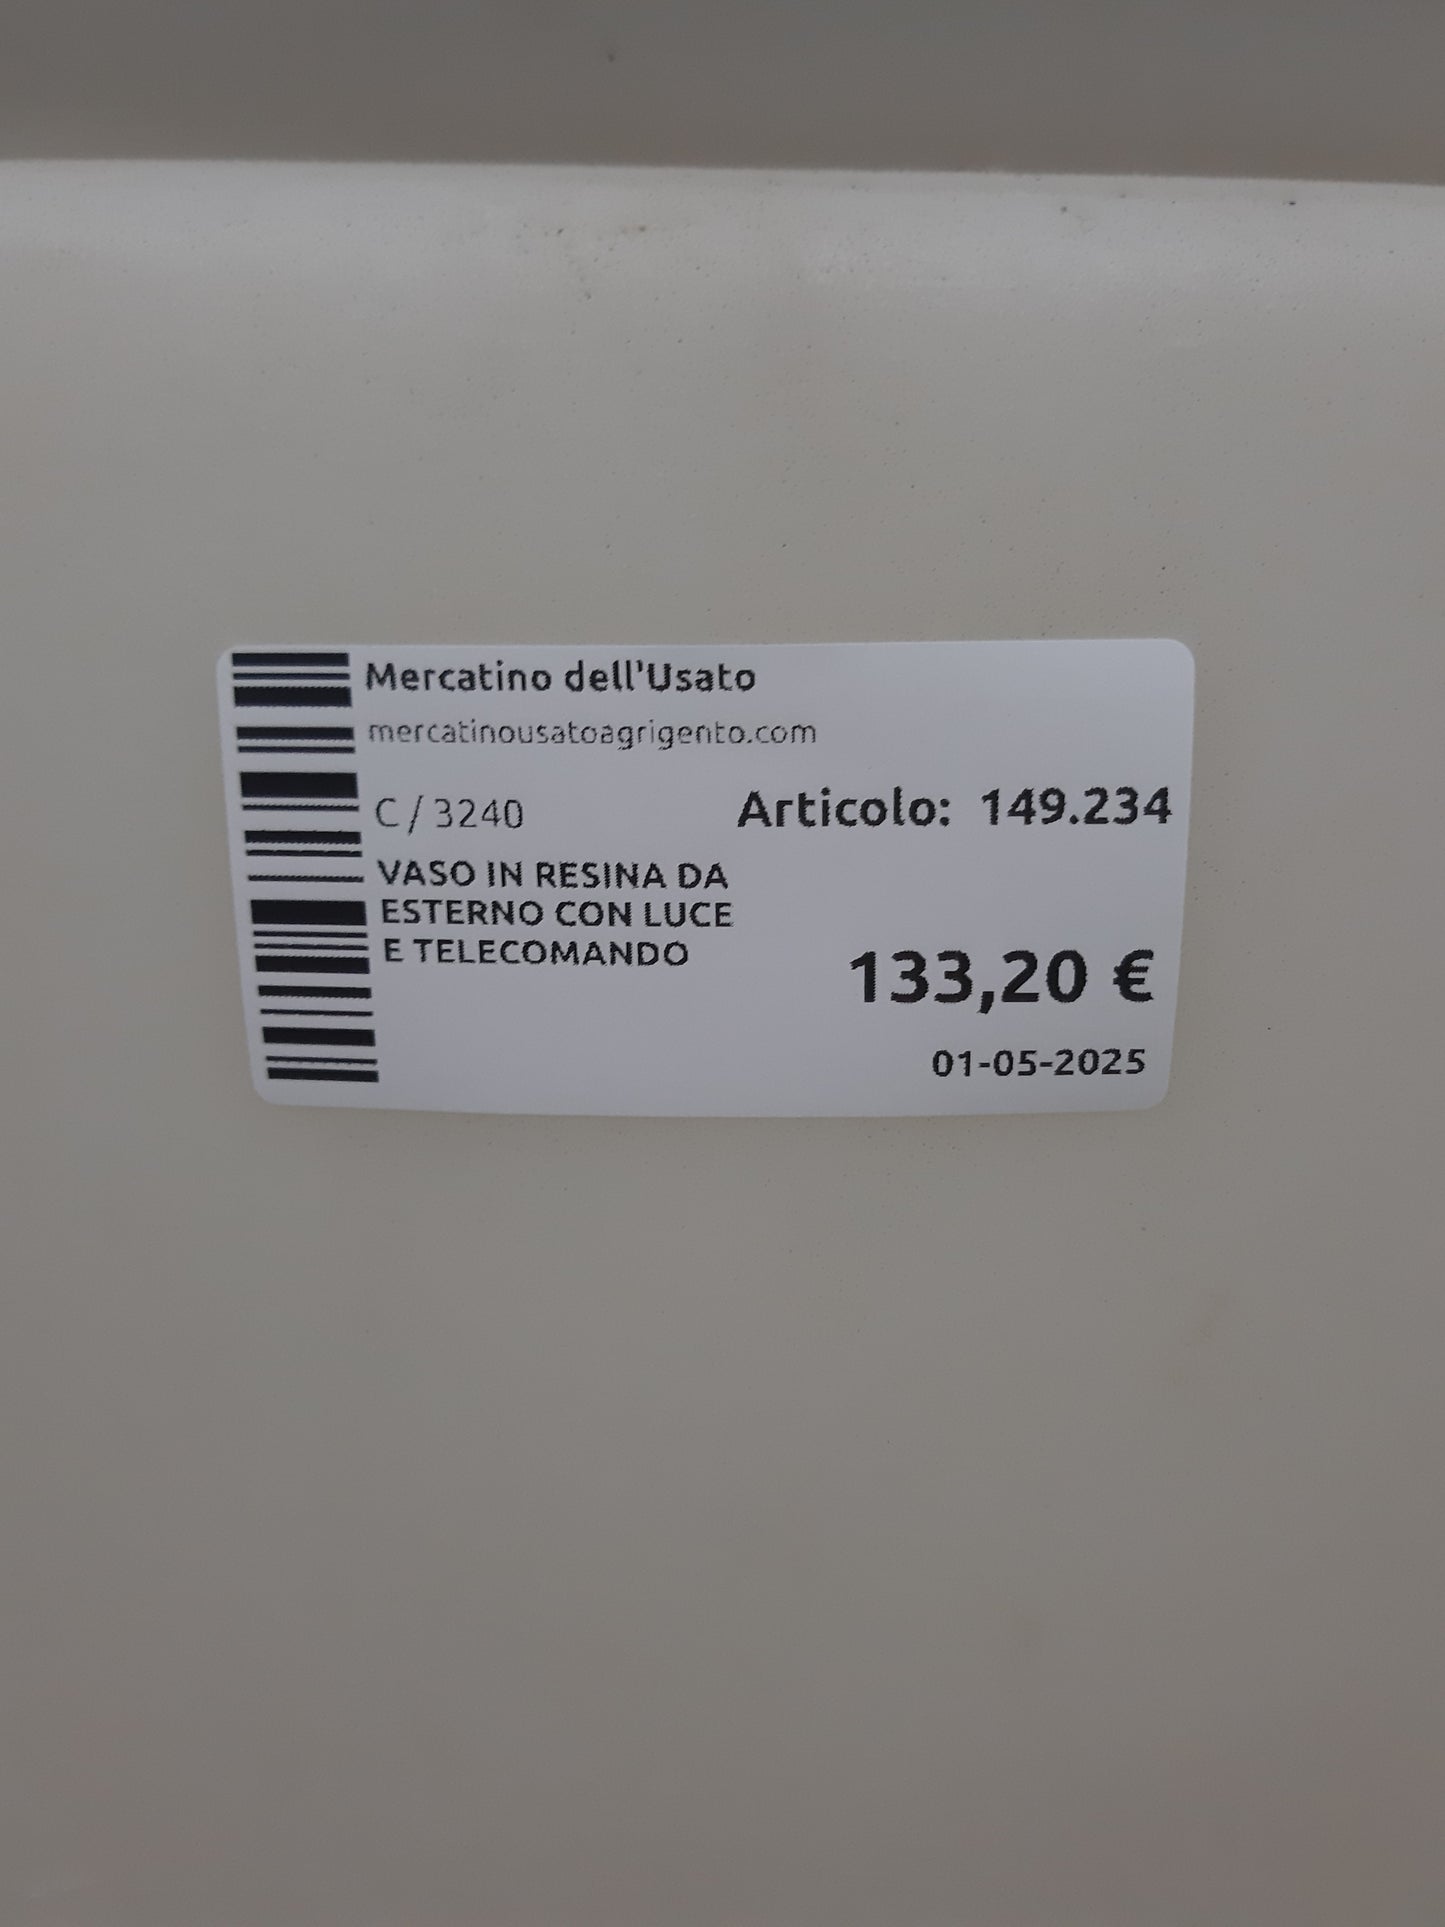 Mercatino dell'Usato
mercatinousatoagrigento.com
C / 3240
Articolo: 149.234
VASO IN RESINA DA
ESTERNO CON LUCE
E TELECOMANDO
133,20 €
01-05-2025